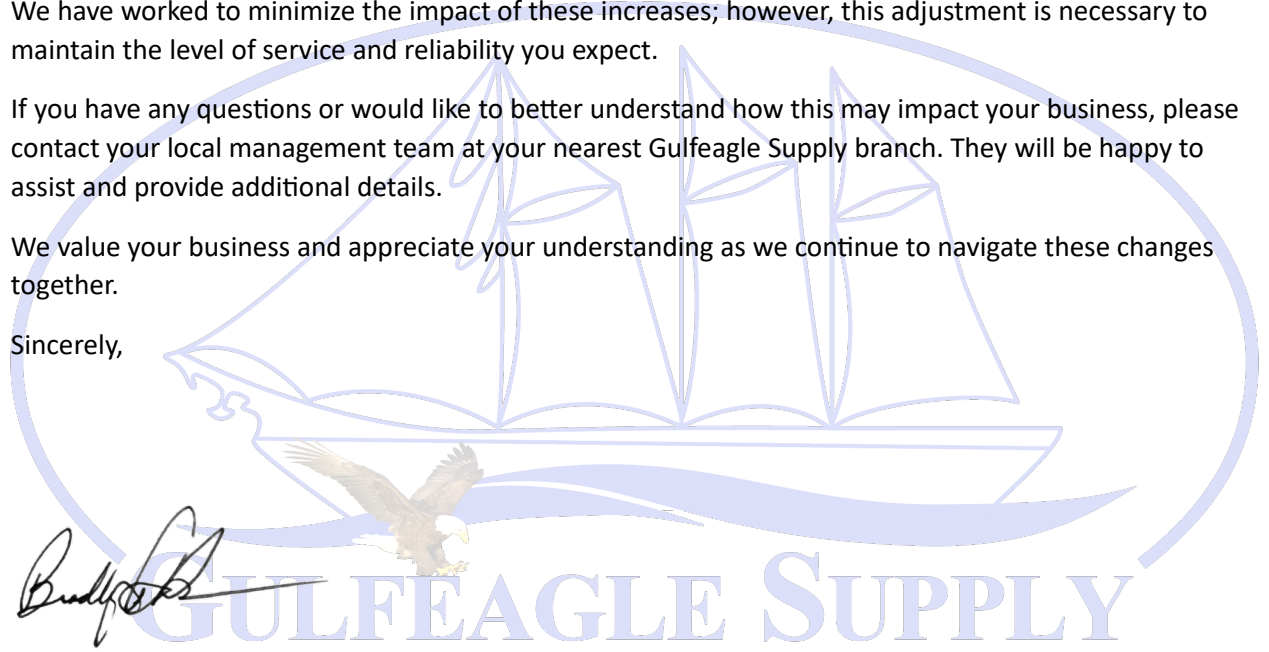 We have worked to minimize the impact of these increases; however, this adjustment is necessary to
maintain the level of service and reliability you expect.
If you have any questions or would like to better understand how this may impact your business, please
contact your local management team at your nearest Gulfeagle Supply branch. They will be happy to
assist and provide additional details.
We value your business and appreciate your understanding as we continue to navigate these changes
together.
Sincerely,
GULFEAGLE SUPPLY